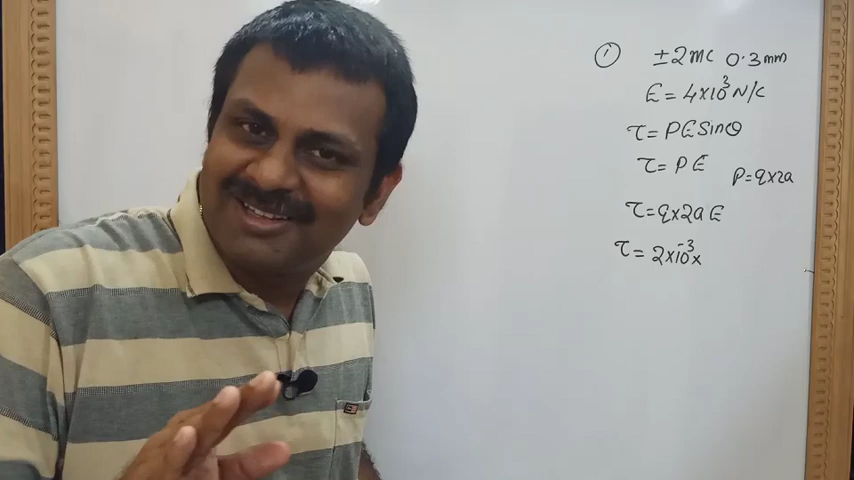 ① ±2mc 0.3mm
E = 4×10³ N/C
τ = PE Sinθ
τ = PE
P = q×2a
τ = q×2a E
τ = 2×10⁻³×